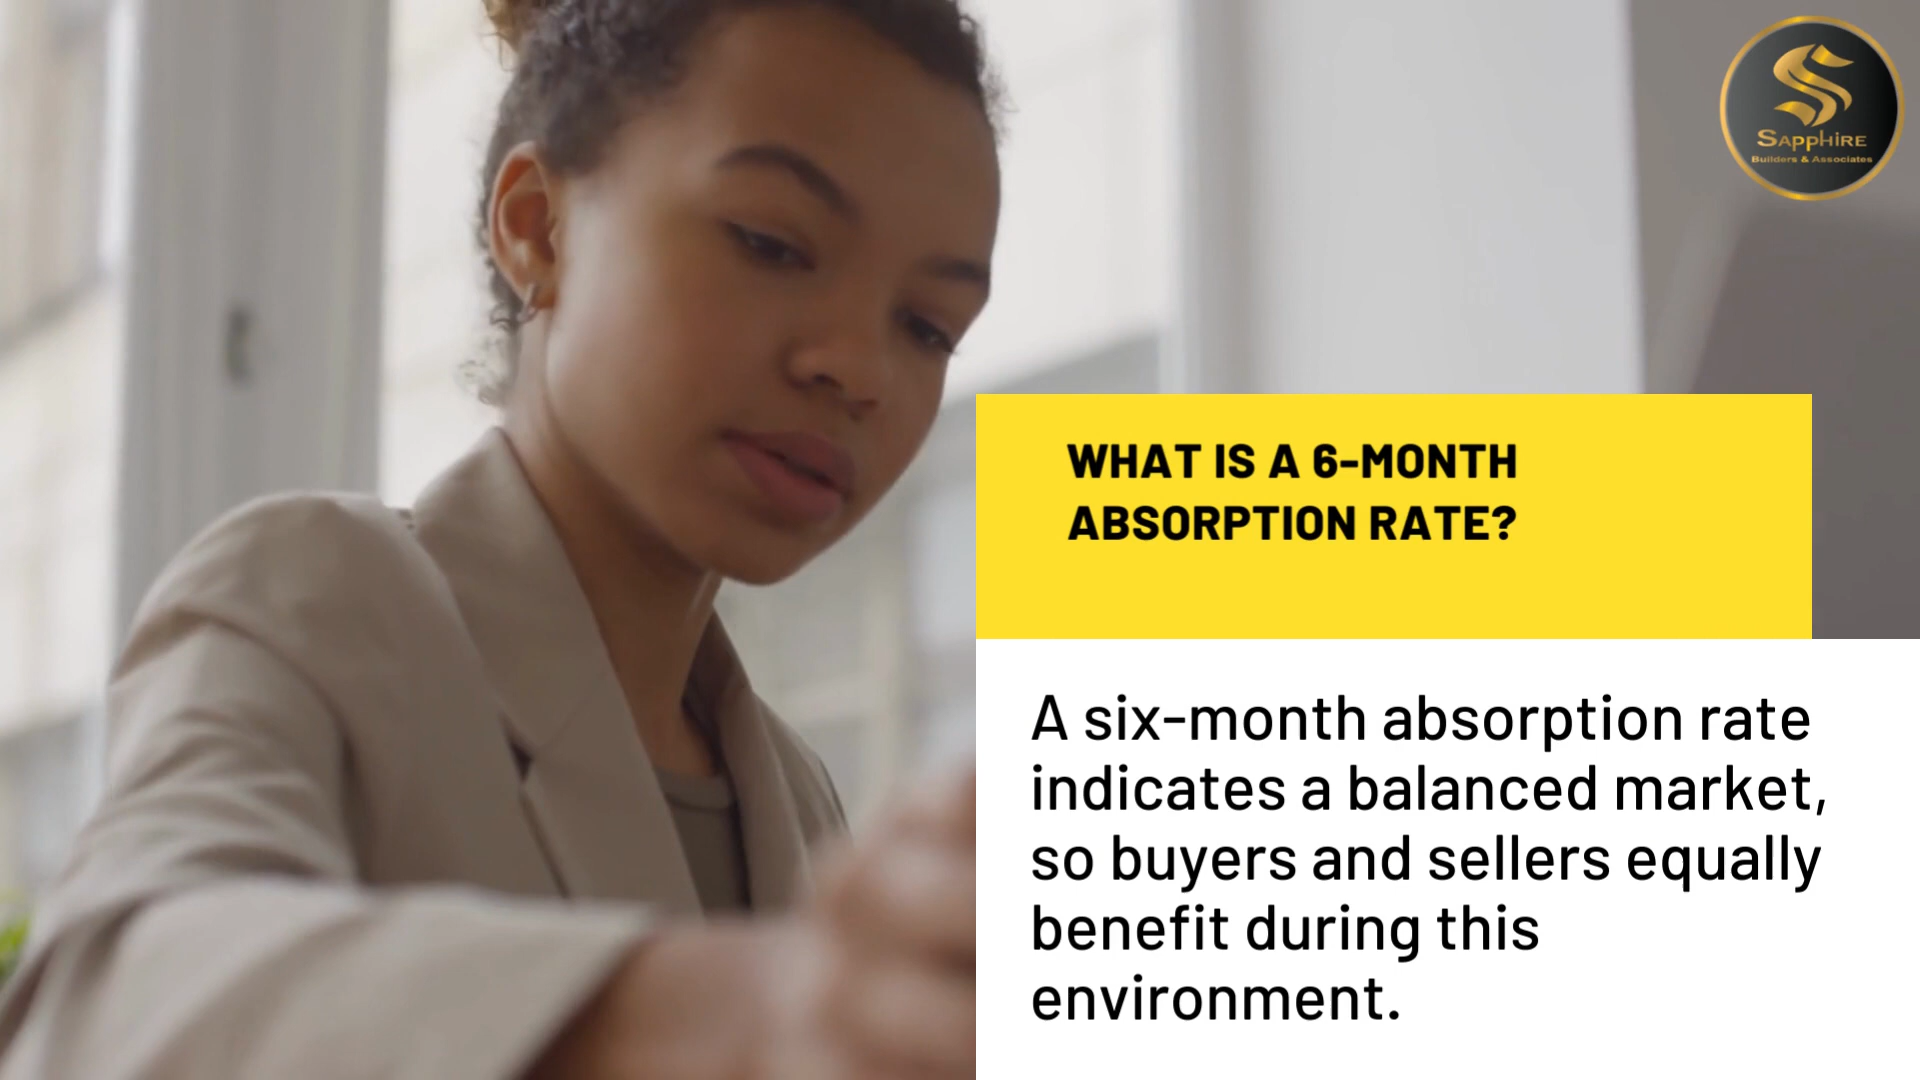 SAPPHIRE
Builders & Associates
WHAT IS A 6-MONTH
ABSORPTION RATE?
A six-month absorption rate
indicates a balanced market,
so buyers and sellers equally
benefit during this
environment.